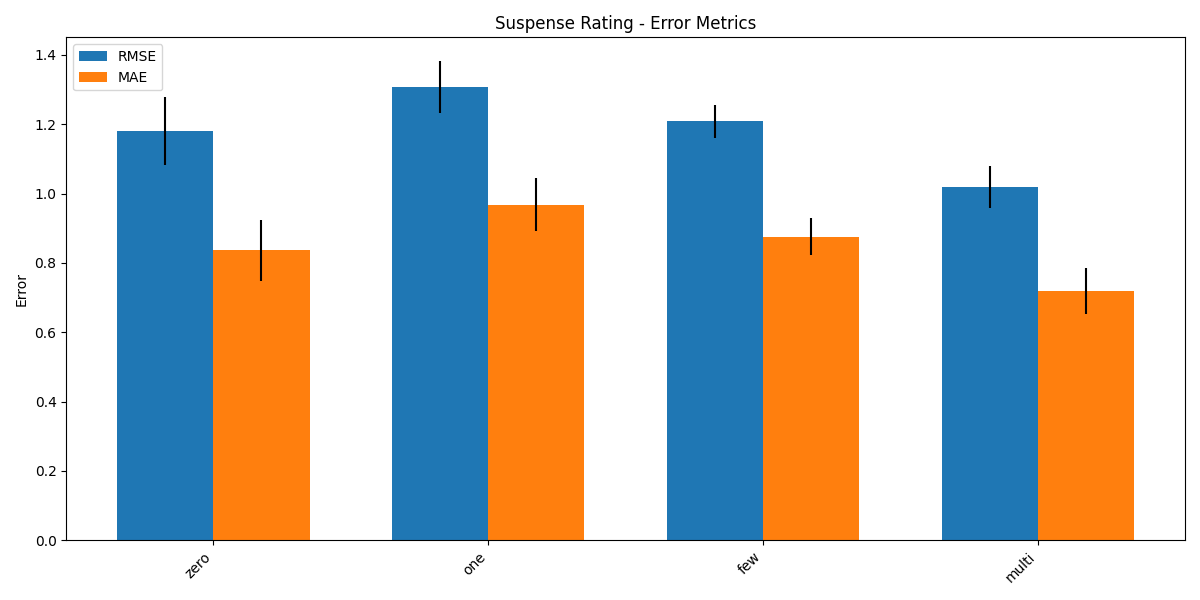 Suspense Rating - Error Metrics
RMSE
MAE
Error
1.4
1.2
1.0
0.8
0.6
0.4
0.2
0.0
zero
one
few
multi